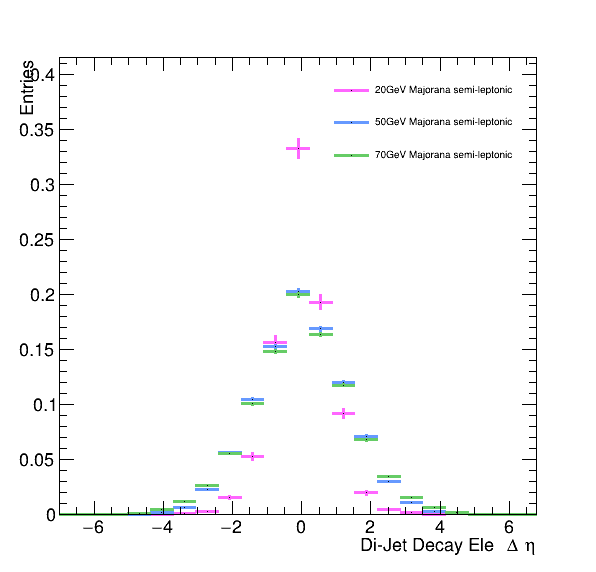 Entries
0.4
0.35
0.3
0.25
0.2
0.15
0.1
0.05
0
20GeV Majorana semi-leptonic
50GeV Majorana semi-leptonic
70GeV Majorana semi-leptonic
−6 −4 −2 0 2 4 6
Di-Jet Decay Ele Δ η